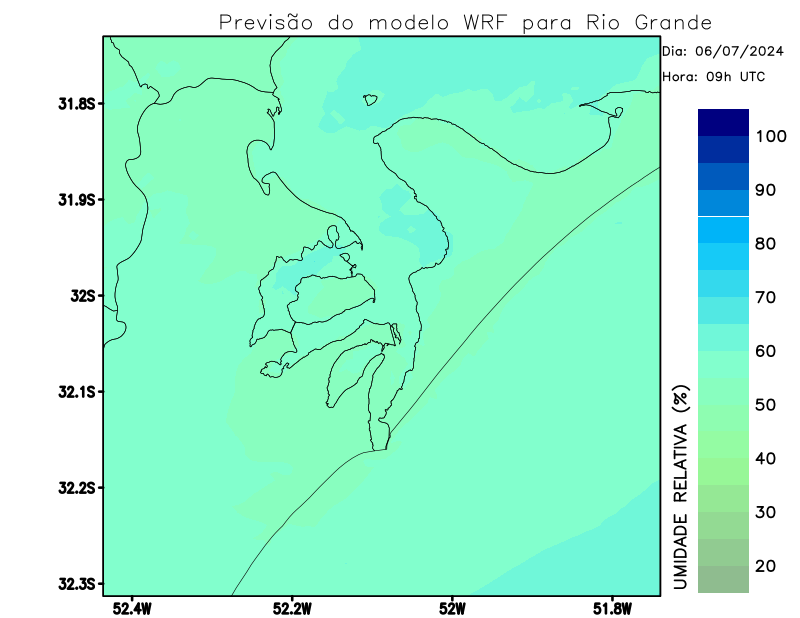 Previsão do modelo WRF para Rio Grande
Dia: 06/07/2024
Hora: 09h UTC
31.8S
31.9S
32S
32.1S
32.2S
32.3S
52.4W
52.2W
52W
51.8W
100
90
80
70
60
50
40
30
20
UMIDADE RELATIVA (%)